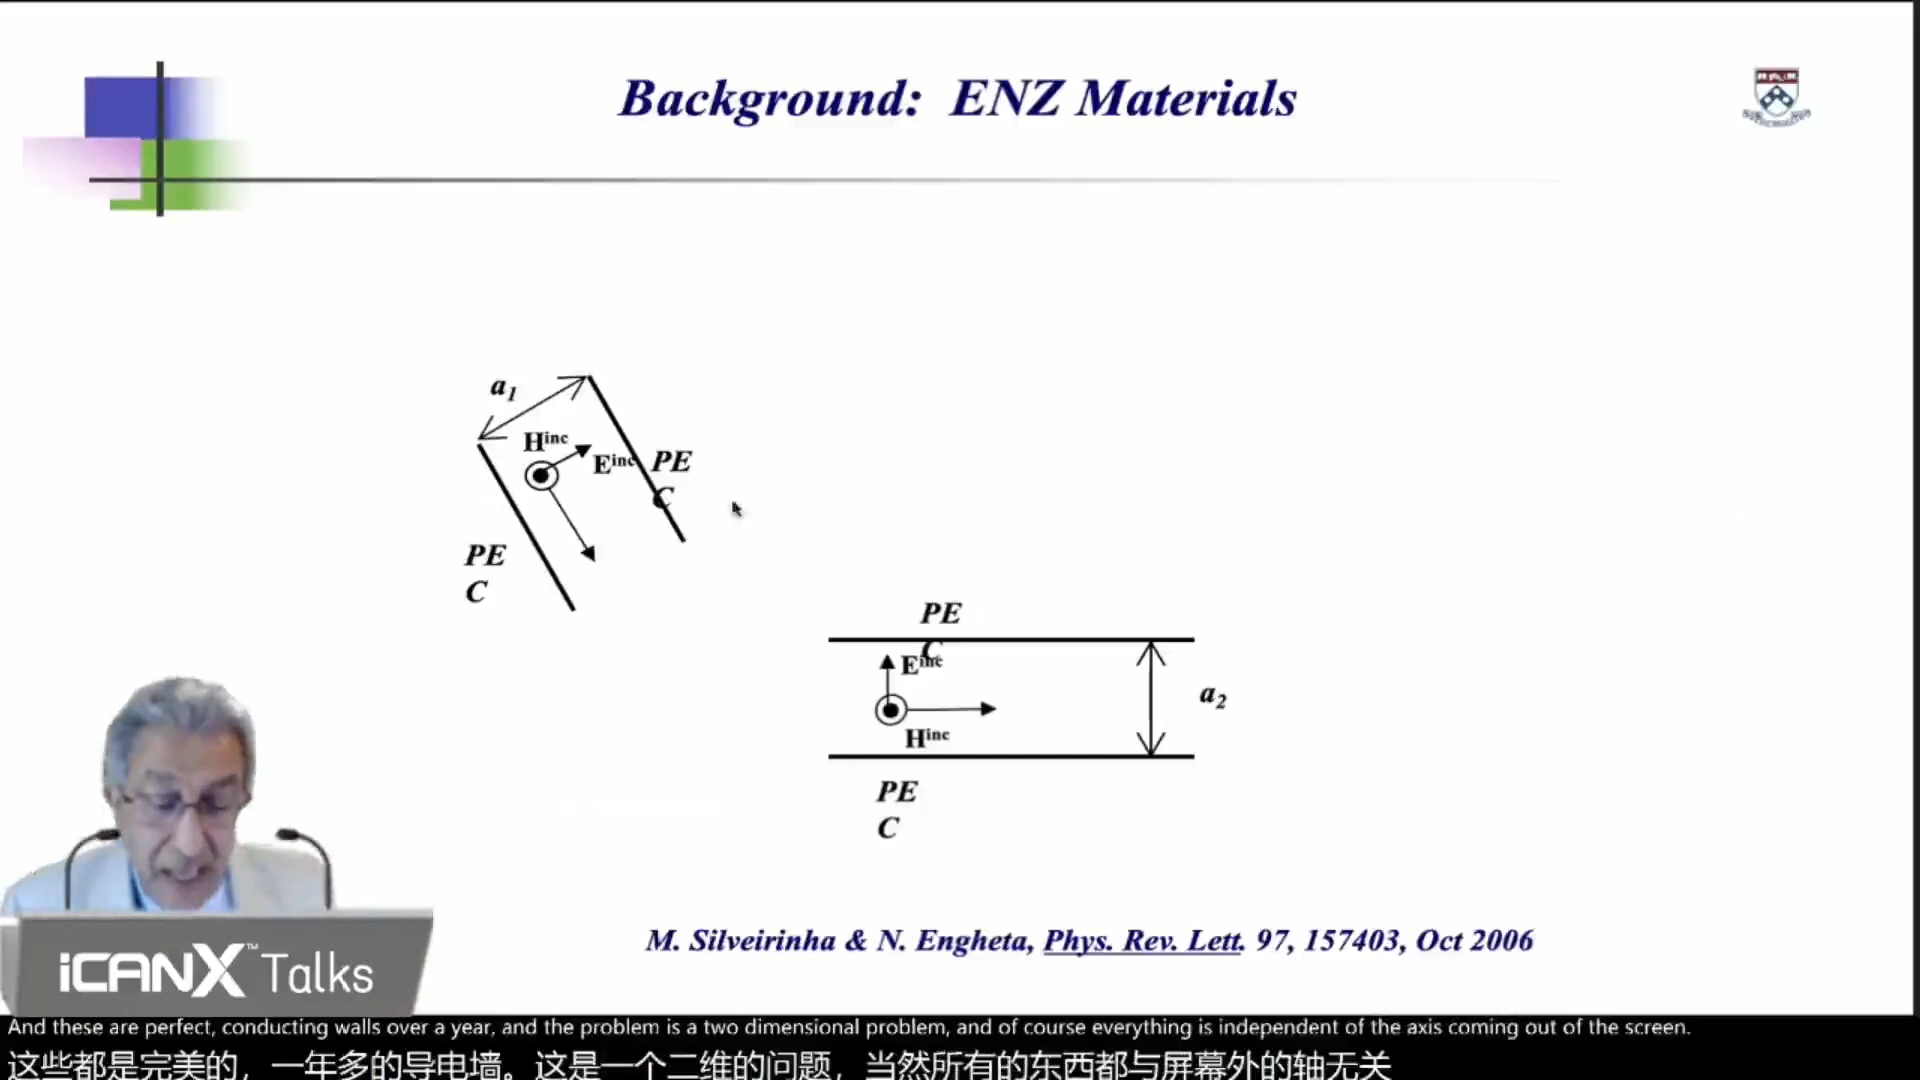 Background: ENZ Materials
a1
Hinc
Einc
PE
C
PE
C
PE
C
Einc
a2
Hinc
PE
C
M. Silveirinha & N. Engheta, Phys. Rev. Lett. 97, 157403, Oct 2006
iCANX™ Talks
And these are perfect, conducting walls over a year, and the problem is a two dimensional problem, and of course everything is independent of the axis coming out of the screen.
这些都是完美的，一年多的导电墙。这是一个二维的问题，当然所有的东西都与屏幕外的轴无关